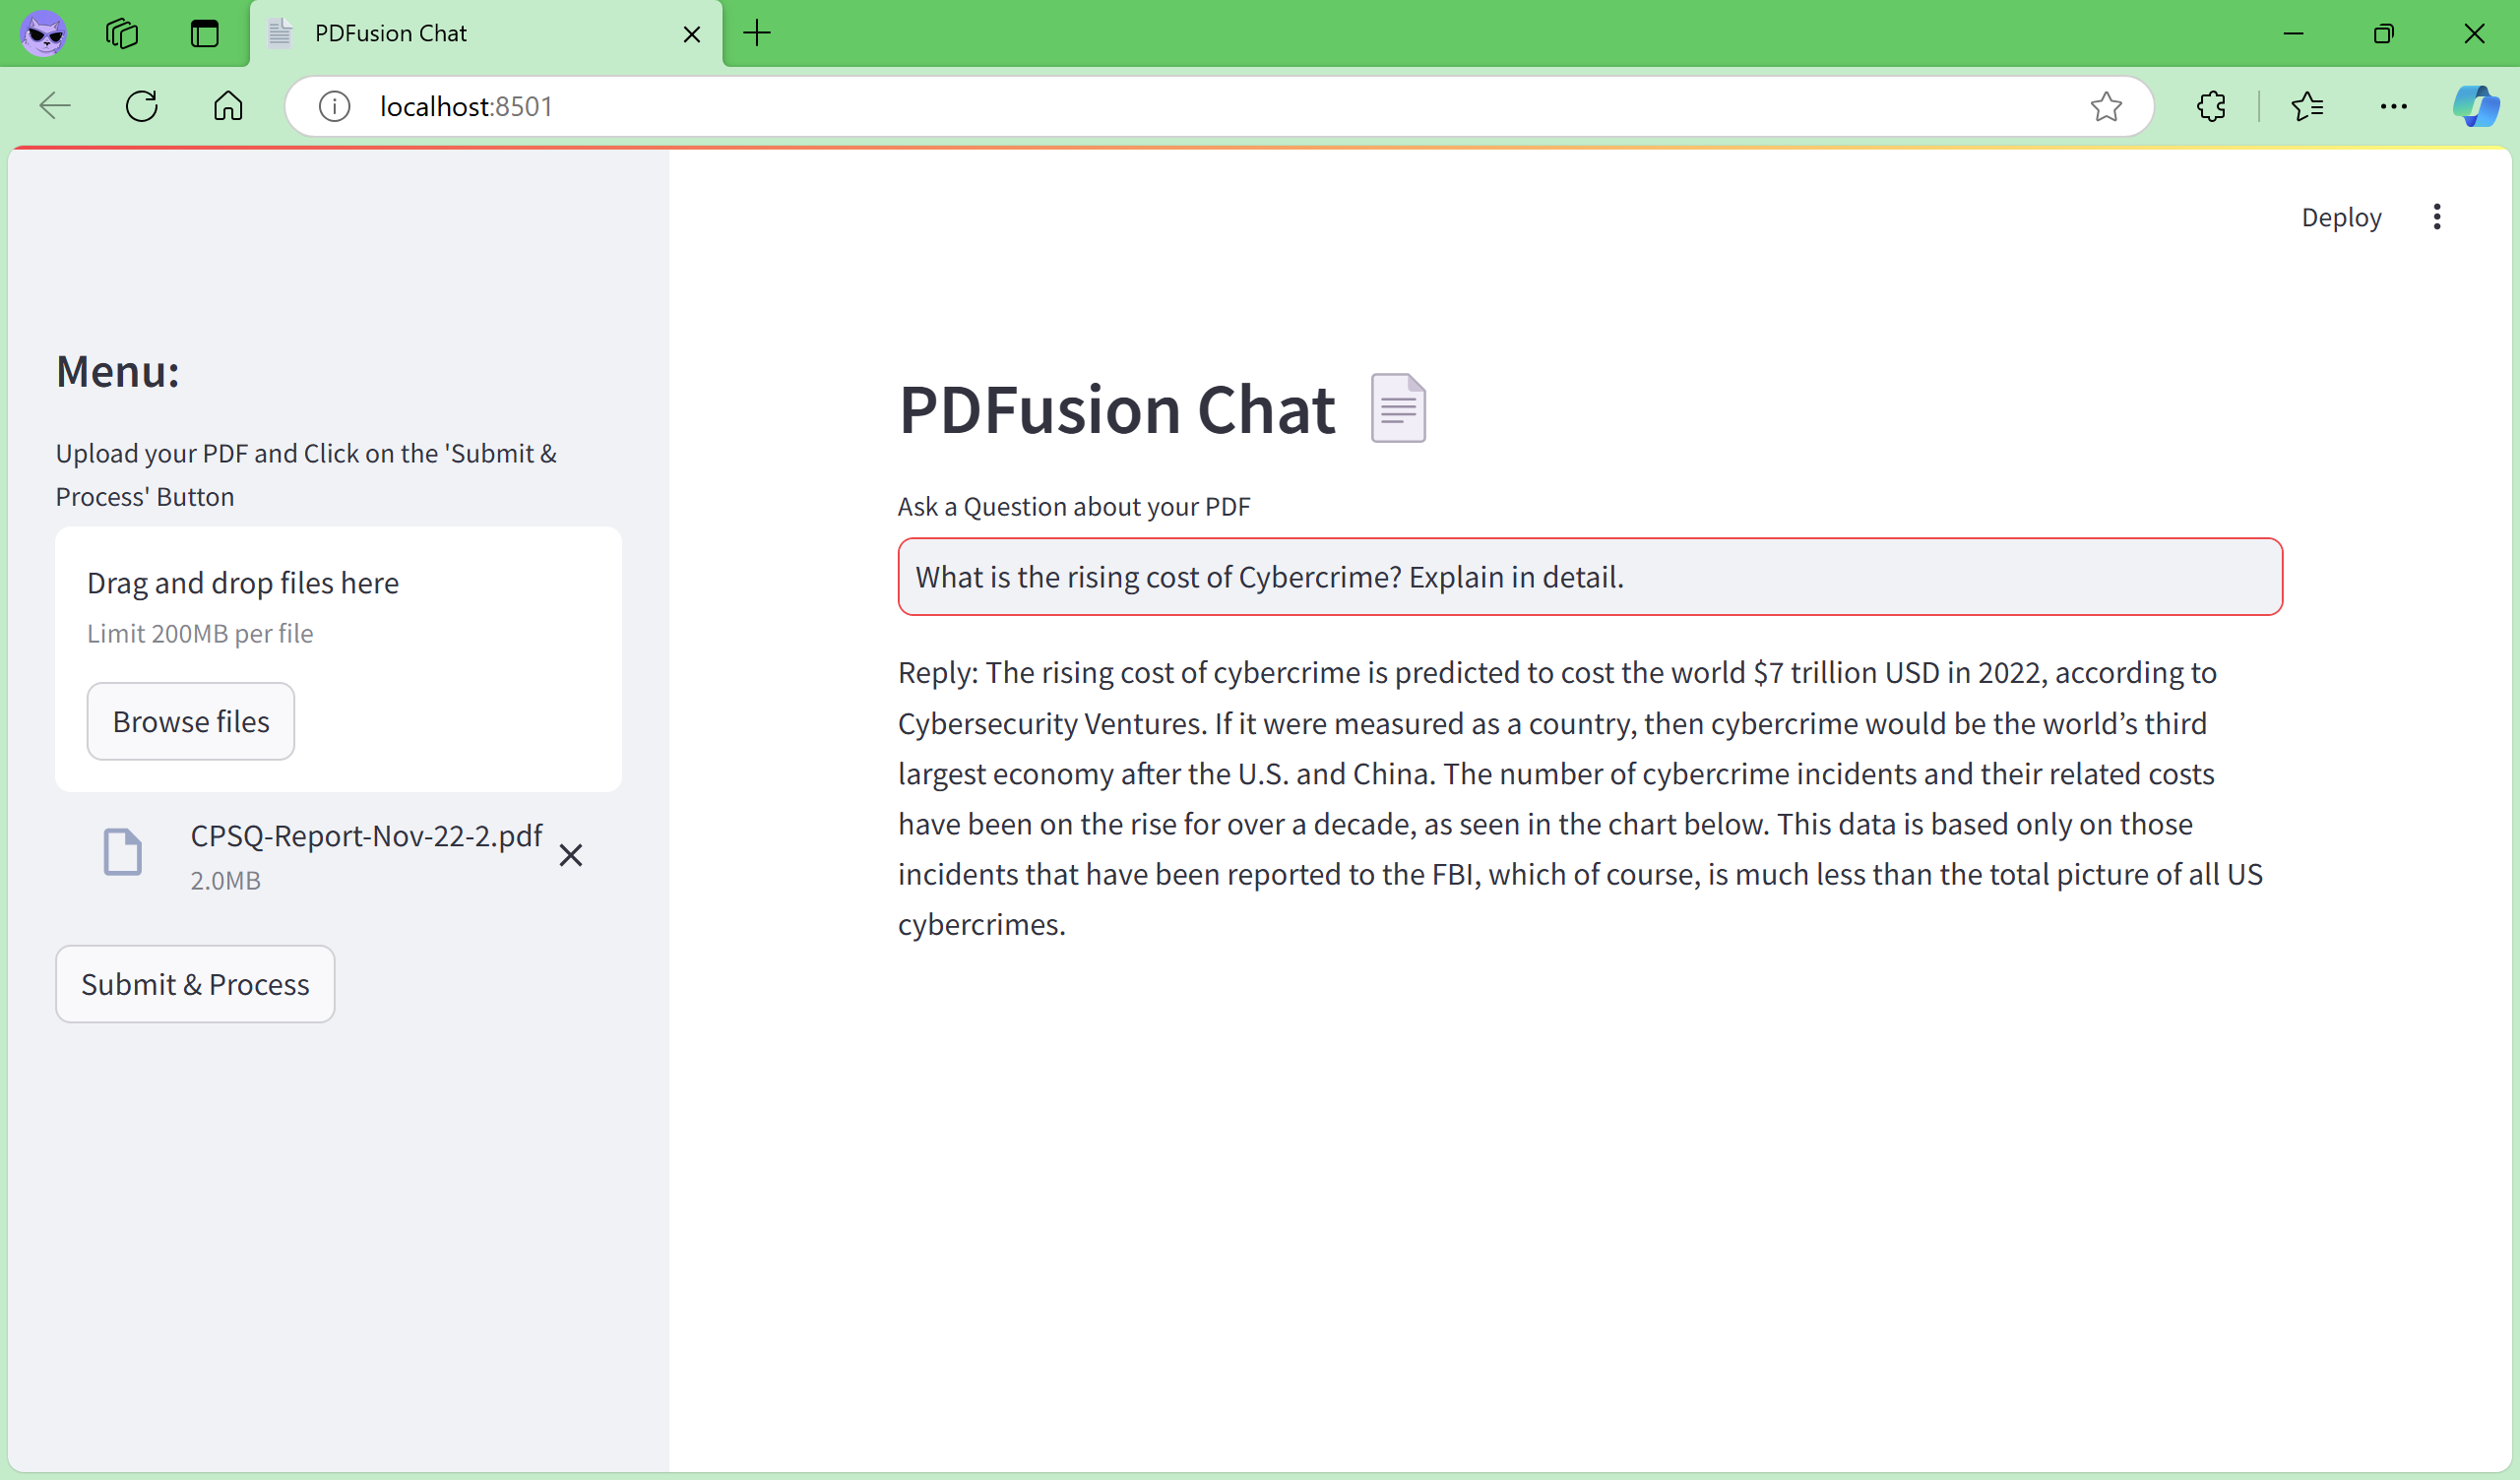 PDFusion Chat
localhost:8501
Deploy
Menu:
Upload your PDF and Click on the 'Submit &
Process' Button
Drag and drop files here
Limit 200MB per file
Browse files
CPSQ-Report-Nov-22-2.pdf
2.0MB
Submit & Process
PDFusion Chat
Ask a Question about your PDF
What is the rising cost of Cybercrime? Explain in detail.
Reply: The rising cost of cybercrime is predicted to cost the world $7 trillion USD in 2022, according to
Cybersecurity Ventures. If it were measured as a country, then cybercrime would be the world’s third
largest economy after the U.S. and China. The number of cybercrime incidents and their related costs
have been on the rise for over a decade, as seen in the chart below. This data is based only on those
incidents that have been reported to the FBI, which of course, is much less than the total picture of all US
cybercrimes.